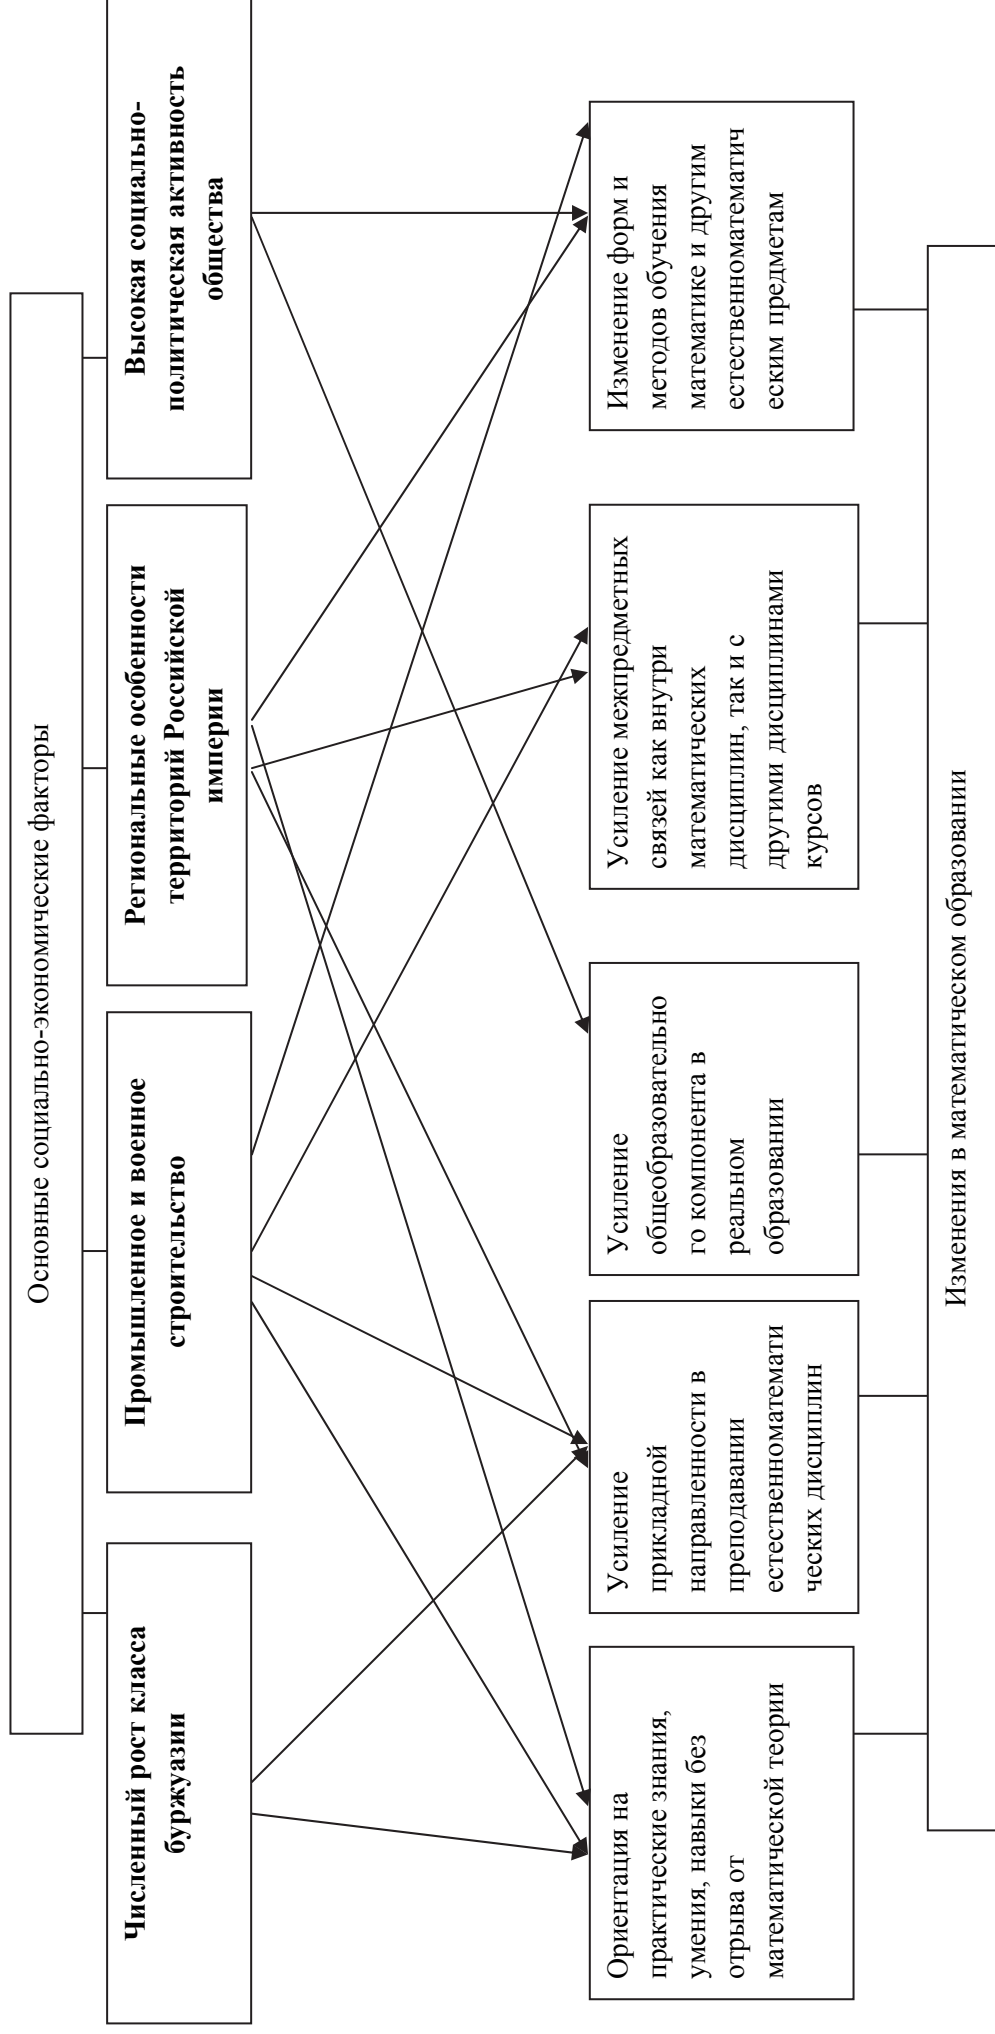 Основные социально-экономические факторы
Численный рост класса
буржуазии
Промышленное и военное
строительство
Региональные особенности
территорий Российской
империи
Высокая социально-
политическая активность
общества
Ориентация на
практические знания,
умения, навыки без
отрыва от
математической теории
Усиление
прикладной
направленности в
преподавании
естественноматемати
ческих дисциплин
Усиление
общеобразовательно
го компонента в
реальном
образовании
Усиление межпредметных
связей как внутри
математических
дисциплин, так и с
другими дисциплинами
курсов
Изменение форм и
методов обучения
математике и другим
естественноматематич
еским предметам
Изменения в математическом образовании